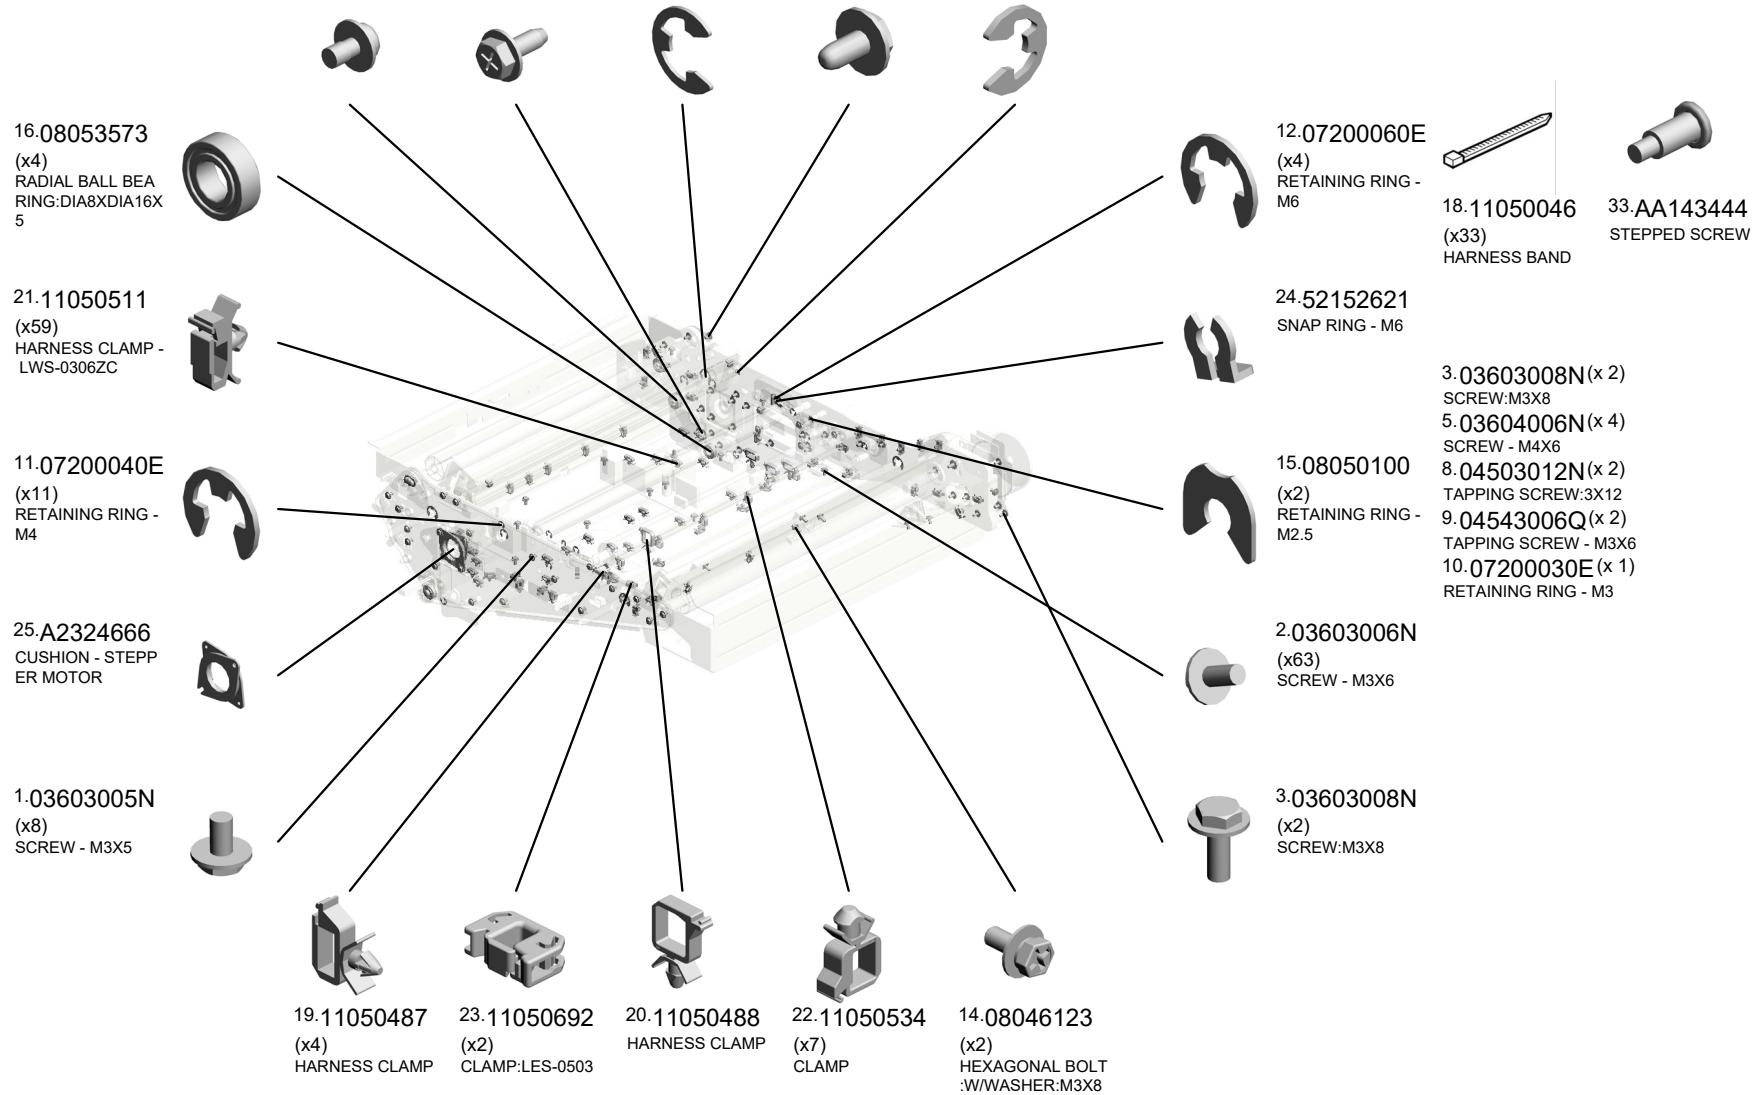 16.08053573
(x4)
RADIAL BALL BEA
RING:DIA8XDIA16X
5
21.11050511
(x59)
HARNESS CLAMP -
LWS-0306ZC
11.07200040E
(x11)
RETAINING RING -
M4
25.A2324666
CUSHION - STEPP
ER MOTOR
1.03603005N
(x8)
SCREW - M3X5
19.11050487
(x4)
HARNESS CLAMP
23.11050692
(x2)
CLAMP:LES-0503
20.11050488
HARNESS CLAMP
22.11050534
(x7)
CLAMP
14.08046123
(x2)
HEXAGONAL BOLT
:W/WASHER:M3X8
12.07200060E
(x4)
RETAINING RING -
M6
24.52152621
SNAP RING - M6
15.08050100
(x2)
RETAINING RING -
M2.5
2.03603006N
(x63)
SCREW - M3X6
3.03603008N
(x2)
SCREW:M3X8
18.11050046
(x33)
HARNESS BAND
33.AA143444
STEPPED SCREW
3.03603008N(x 2)
SCREW:M3X8
5.03604006N(x 4)
SCREW - M4X6
8.04503012N(x 2)
TAPPING SCREW:3X12
9.04543006Q(x 2)
TAPPING SCREW - M3X6
10.07200030E(x 1)
RETAINING RING - M3